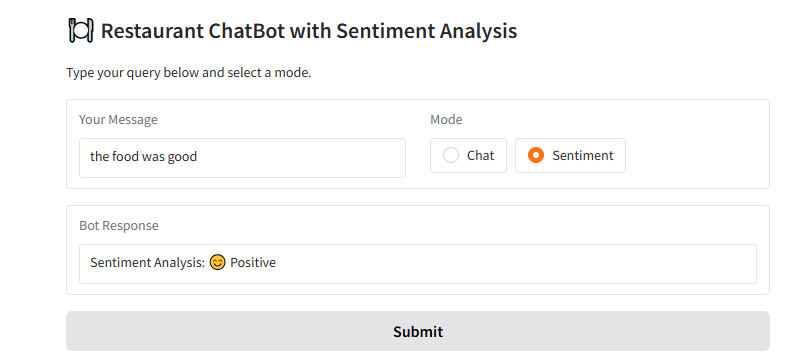 🍽 Restaurant ChatBot with Sentiment Analysis
Type your query below and select a mode.
Your Message
the food was good
Mode
Chat
Sentiment
Bot Response
Sentiment Analysis: 😊 Positive
Submit